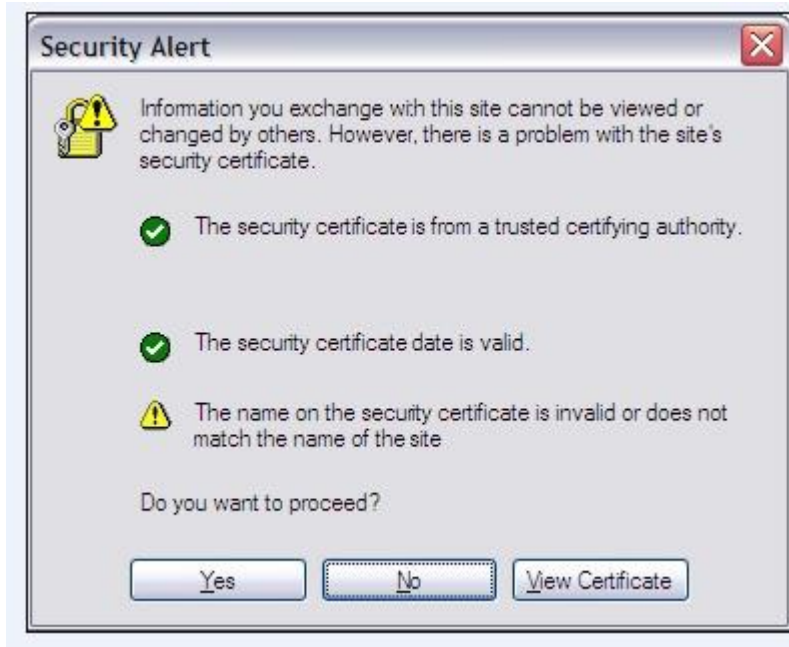 Security Alert
Information you exchange with this site cannot be viewed or
changed by others. However, there is a problem with the site's
security certificate.
The security certificate is from a trusted certifying authority.
The security certificate date is valid.
The name on the security certificate is invalid or does not
match the name of the site
Do you want to proceed?
Yes
No
View Certificate